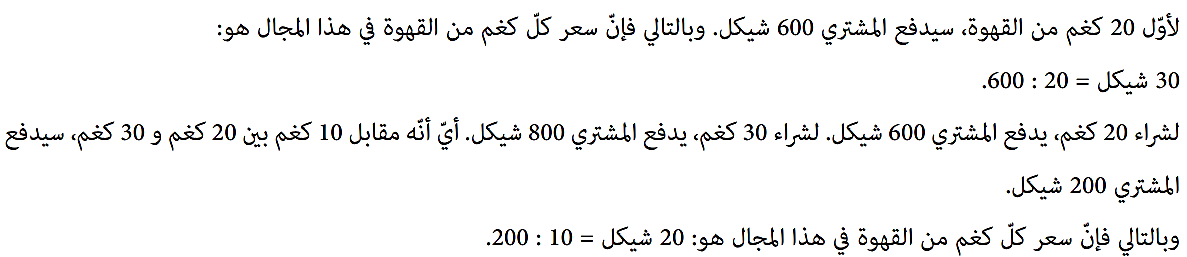 لأوّل 20 كغم من القهوة، سيدفع المشتري 600 شيكل. وبالتالي فإنّ سعر كلّ كغم من القهوة في هذا المجال هو:
30 شيكل = 20 : 600.
لشراء 20 كغم، يدفع المشتري 600 شيكل. لشراء 30 كغم، يدفع المشتري 800 شيكل. أيّ أنّه مقابل 10 كغم بين 20 كغم و 30 كغم، سيدفع
المشتري 200 شيكل.
وبالتالي فإنّ سعر كلّ كغم من القهوة في هذا المجال هو: 20 شيكل = 10 : 200.